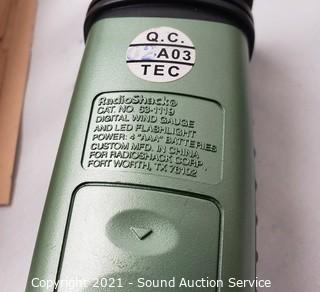 Q.C.
02-A03
TEC
RadioShack®
CAT. NO. 63-1119
DIGITAL WIND GAUGE
AND LED FLASHLIGHT
POWER: 4 "AAA" BATTERIES
CUSTOM MFD. IN CHINA
FOR RADIOSHACK CORP.
FORT WORTH, TX 76102
Copyright 2021 - Sound Auction Service